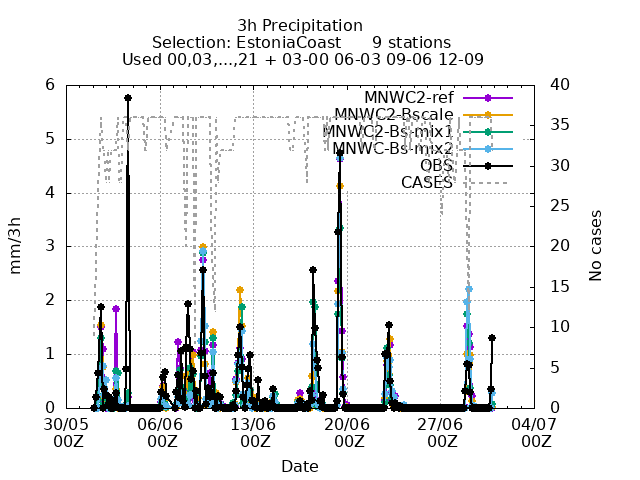 3h Precipitation
Selection: EstoniaCoast 9 stations
Used 00,03,...,21 + 03-00 06-03 09-06 12-09
6 40
MNWC2-ref
MNWC2-Bscale
5 35
MNWC2-Bs-mix1
MNWC-Bs-mix2
OBS
30
CASES
4
25
3 20
mm/3h
No cases
15
2
10
1
5
0 0
30/05 06/06 13/06 20/06 27/06 04/07
00Z 00Z 00Z 00Z 00Z 00Z
Date